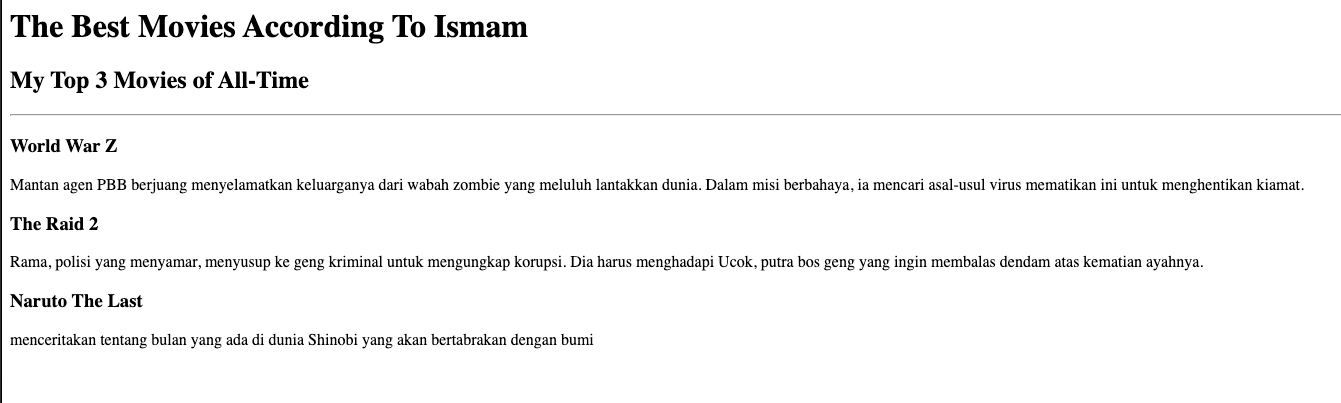 The Best Movies According To Ismam
My Top 3 Movies of All-Time
World War Z
Mantan agen PBB berjuang menyelamatkan keluarganya dari wabah zombie yang meluluh lantakkan dunia. Dalam misi berbahaya, ia mencari asal-usul virus mematikan ini untuk menghentikan kiamat.
The Raid 2
Rama, polisi yang menyamar, menyusup ke geng kriminal untuk mengungkap korupsi. Dia harus menghadapi Ucok, putra bos geng yang ingin membalas dendam atas kematian ayahnya.
Naruto The Last
menceritakan tentang bulan yang ada di dunia Shinobi yang akan bertabrakan dengan bumi